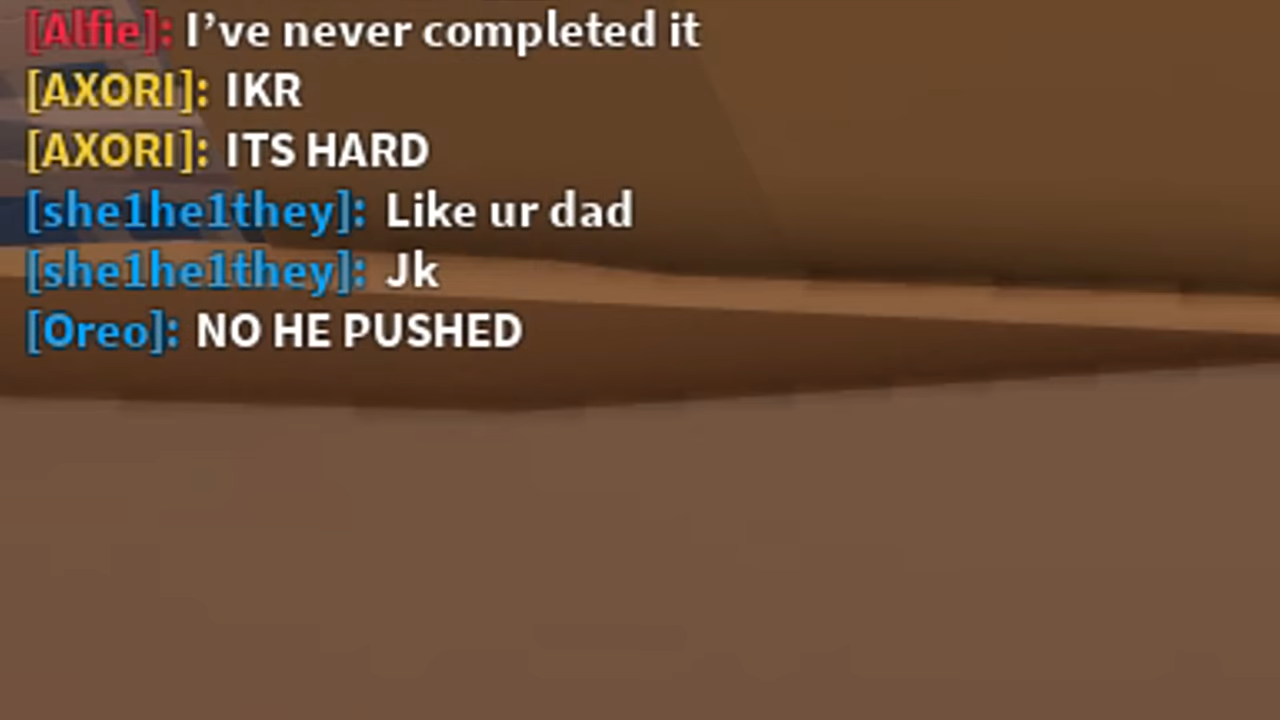 [Alfie]: I’ve never completed it
[AXORI]: IKR
[AXORI]: ITS HARD
[she1he1they]: Like ur dad
[she1he1they]: Jk
[Oreo]: NO HE PUSHED